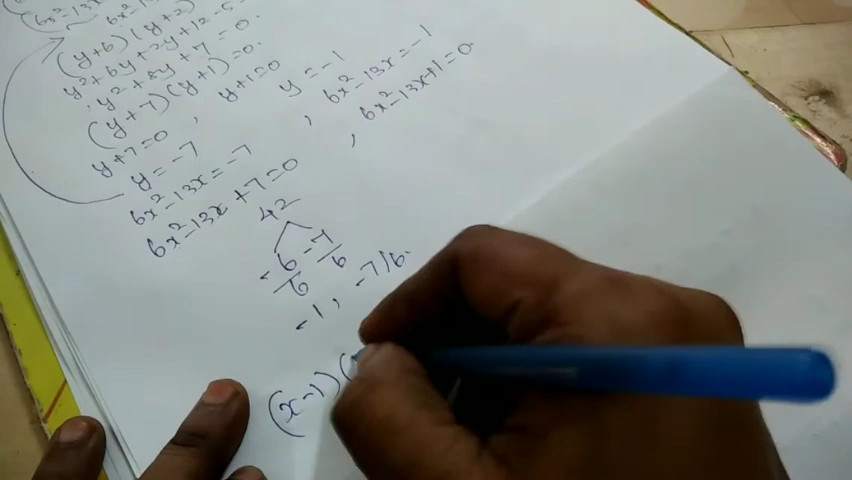 (6x²-13x
(y+6) (y+2)
y²+6y+2y+12-5=
y²+8y+7=0.
(y+7)(y+1)=0.
y+7=0 , y+1=0
y=-7 y=-1
6x²-13x=-7 , 6x²-13x=-1
6x²-13x+7=0 , 6x²-13x+1=0
42
-6/6 -7/6
-1, -7/6.
(x-1)(